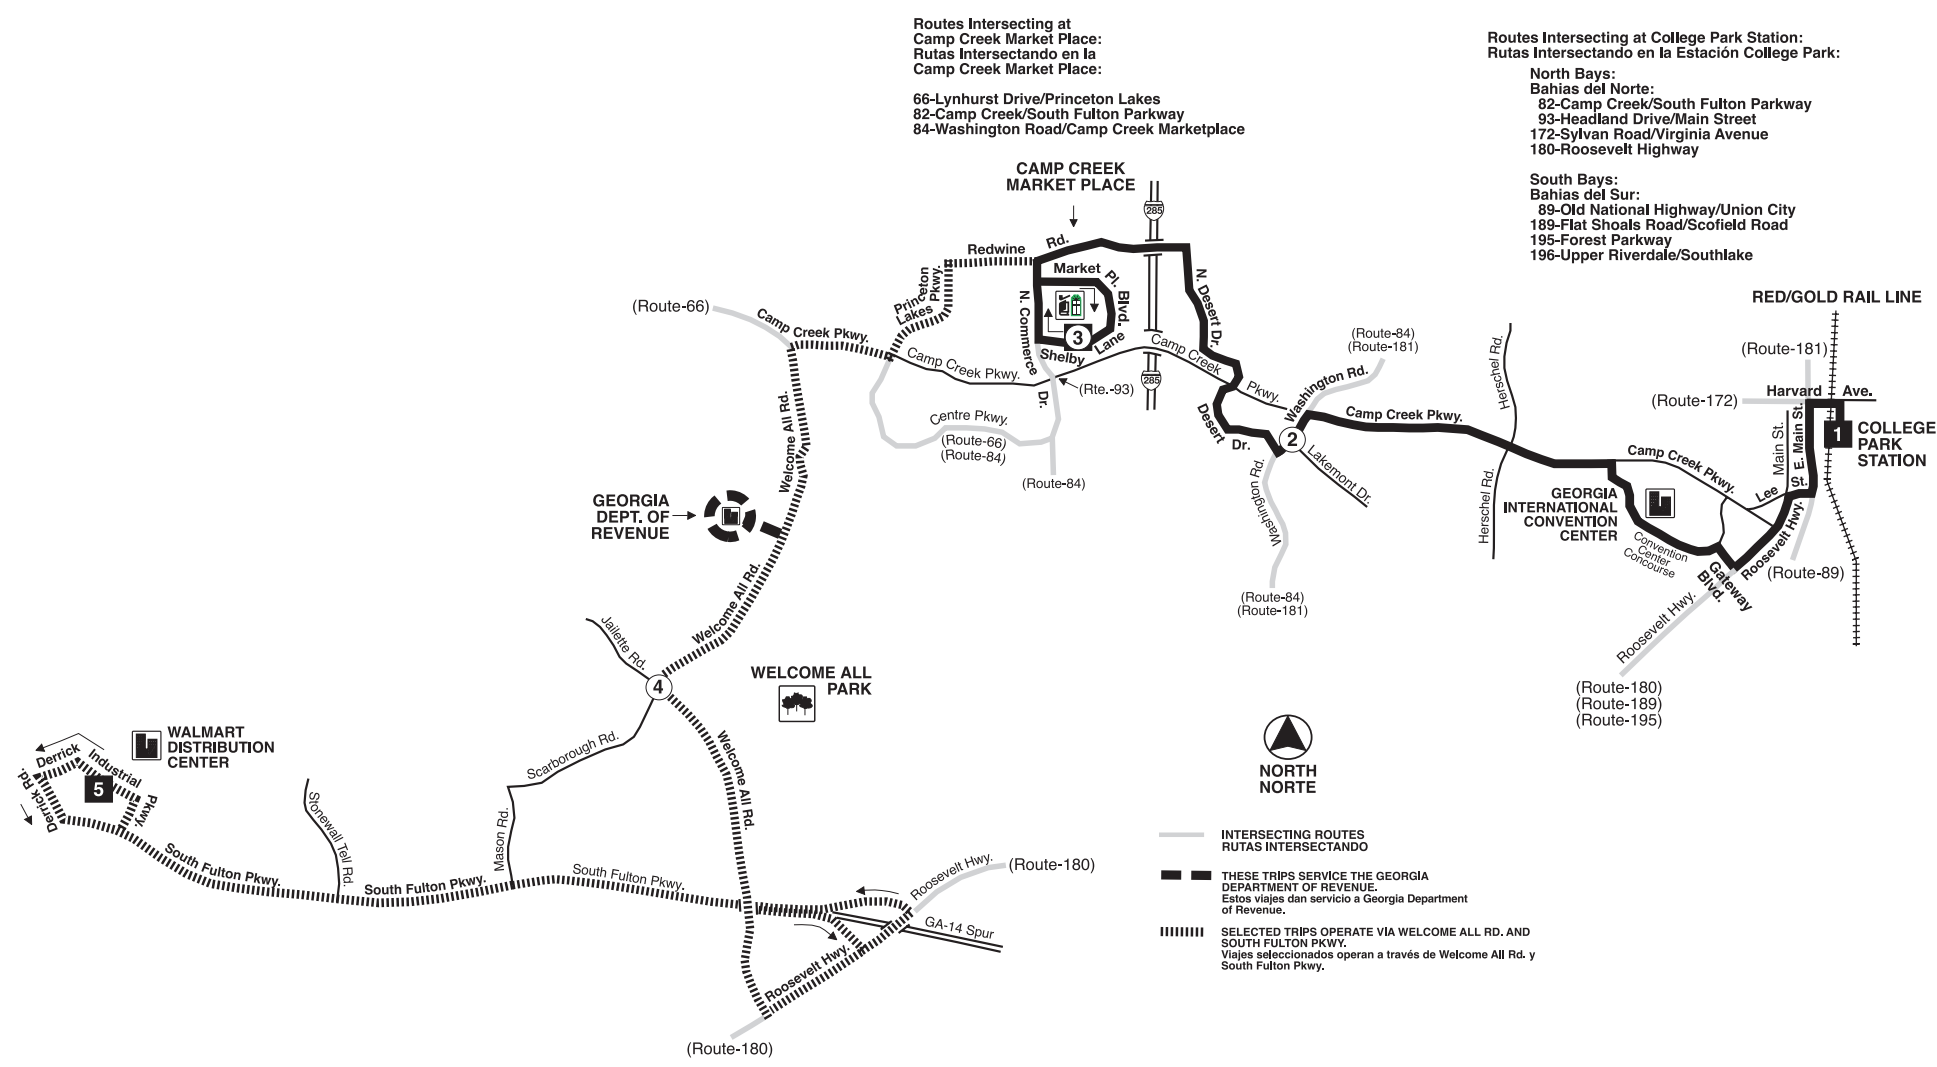 Routes Intersecting at
Camp Creek Market Place:
Rutas Intersectando en la
Camp Creek Market Place:
66-Lynhurst Drive/Princeton Lakes
82-Camp Creek/South Fulton Parkway
84-Washington Road/Camp Creek Marketplace
Routes Intersecting at College Park Station:
Rutas Intersectando en la Estación College Park:
North Bays:
Bahias del Norte:
82-Camp Creek/South Fulton Parkway
93-Headland Drive/Main Street
172-Sylvan Road/Virginia Avenue
180-Roosevelt Highway
South Bays:
Bahias del Sur:
89-Old National Highway/Union City
189-Flat Shoals Road/Scofield Road
195-Forest Parkway
196-Upper Riverdale/Southlake
RED/GOLD RAIL LINE
CAMP CREEK
MARKET PLACE
285
Redwine Rd.
Market Pl. Blvd.
N. Commerce Dr.
Shelby Lane
3
N. Desert Dr.
Princeton
Lakes Pkwy.
(Route-66)
Camp Creek Pkwy.
Camp Creek Pkwy.
Camp Creek Pkwy.
285
(Rte.-93)
Centre Pkwy.
(Route-66)
(Route-84)
(Route-84)
(Route-84)
(Route-181)
Washington Rd.
Desert Dr.
2
Lakemont Dr.
Washington Rd.
(Route-84)
(Route-181)
Camp Creek Pkwy.
Herschel Rd.
Herschel Rd.
(Route-181)
Harvard Ave.
(Route-172)
Main St.
E. Main St.
1
COLLEGE
PARK
STATION
Camp Creek Pkwy.
Lee St.
GEORGIA
INTERNATIONAL
CONVENTION
CENTER
Convention
Center
Concourse
Gateway
Blvd.
Roosevelt Hwy.
(Route-89)
Roosevelt Hwy.
(Route-180)
(Route-189)
(Route-195)
Welcome All Rd.
GEORGIA
DEPT. OF
REVENUE
Welcome All Rd.
Jailette Rd.
4
WELCOME ALL
PARK
Welcome All Rd.
Scarborough Rd.
Mason Rd.
WALMART
DISTRIBUTION
CENTER
Derrick Industrial Pkwy.
Derrick Rd.
Derrick Rd.
5
Stonewall Tell Rd.
South Fulton Pkwy.
South Fulton Pkwy.
South Fulton Pkwy.
Roosevelt Hwy.
(Route-180)
GA-14 Spur
Roosevelt Hwy.
(Route-180)
NORTH
NORTE
INTERSECTING ROUTES
RUTAS INTERSECTANDO
THESE TRIPS SERVICE THE GEORGIA
DEPARTMENT OF REVENUE.
Estos viajes dan servicio a Georgia Department
of Revenue.
SELECTED TRIPS OPERATE VIA WELCOME ALL RD. AND
SOUTH FULTON PKWY.
Viajes seleccionados operan a través de Welcome All Rd. y
South Fulton Pkwy.